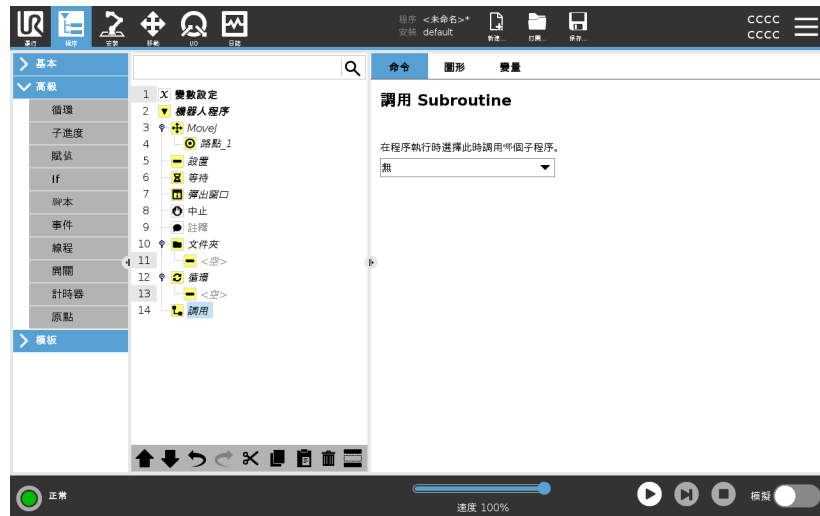 UR
運行
程序
安裝
移動
I/O
日誌
程序 <未命名>*
安裝 default
新建...
打開...
保存...
cccc
cccc
基本
高級
循環
子進度
賦值
If
腳本
事件
線程
開關
計時器
原點
模板
1 X 變數設定
2 機器人程序
3 MoveJ
4 路點_1
5 設置
6 等待
7 彈出窗口
8 中止
9 註釋
10 文件夾
11 <空>
12 循環
13 <空>
14 調用
命令 圖形 變量
調用 Subroutine
在程序執行時選擇此時調用哪個子程序。
無
正常
速度 100%
模擬